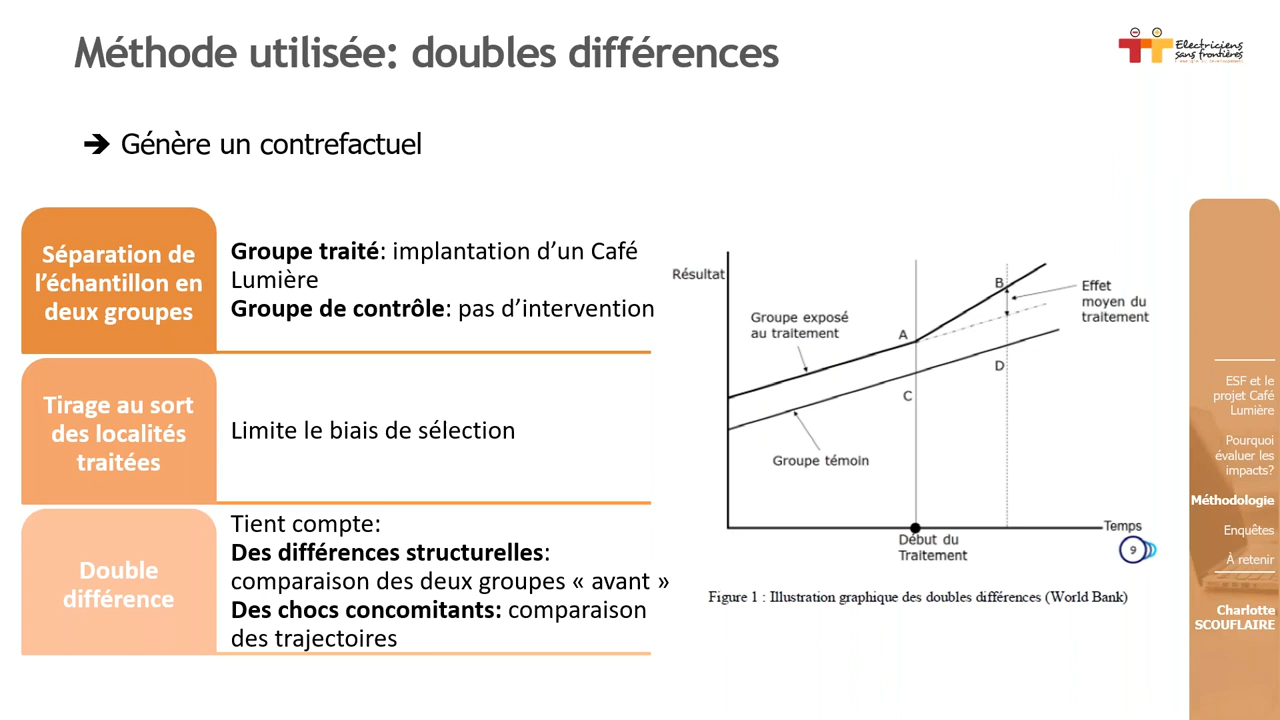 Méthode utilisée: doubles différences
Electriciens
sans frontières
➔ Génère un contrefactuel
Séparation de
l'échantillon en
deux groupes
Groupe traité: implantation d'un Café
Lumière
Groupe de contrôle: pas d'intervention
Tirage au sort
des localités
traitées
Limite le biais de sélection
Double
différence
Tient compte:
Des différences structurelles:
comparaison des deux groupes « avant »
Des chocs concomitants: comparaison
des trajectoires
Résultat
Groupe exposé
au traitement
A
B
Effet
moyen du
traitement
C
D
Groupe témoin
Temps
Début du
Traitement
9
Figure 1 : Illustration graphique des doubles différences (World Bank)
ESF et le
projet Café
Lumière
Pourquoi
évaluer les
impacts?
Méthodologie
Enquêtes
À retenir
Charlotte
SCOUFLAIRE